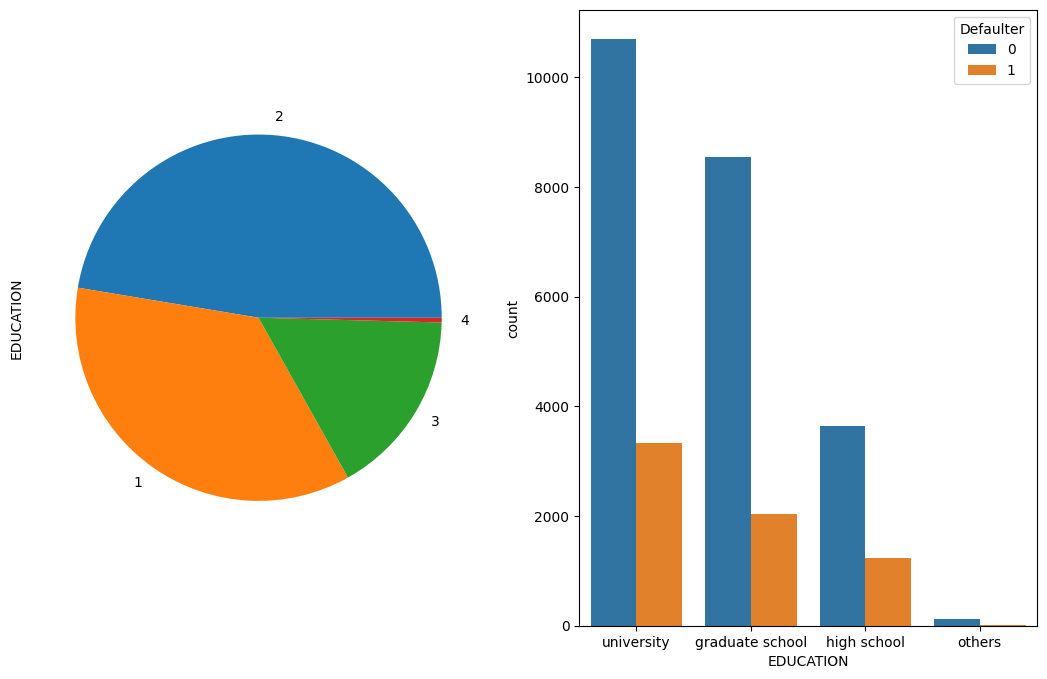 EDUCATION
2
1
3
4
count
10000
8000
6000
4000
2000
0
Defaulter
0
1
university graduate school high school others
EDUCATION